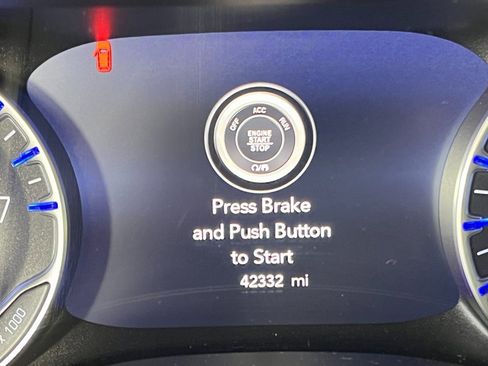 OFF ACC RUN
ENGINE
START
STOP
Press Brake
and Push Button
to Start
42332 mi
x 1000